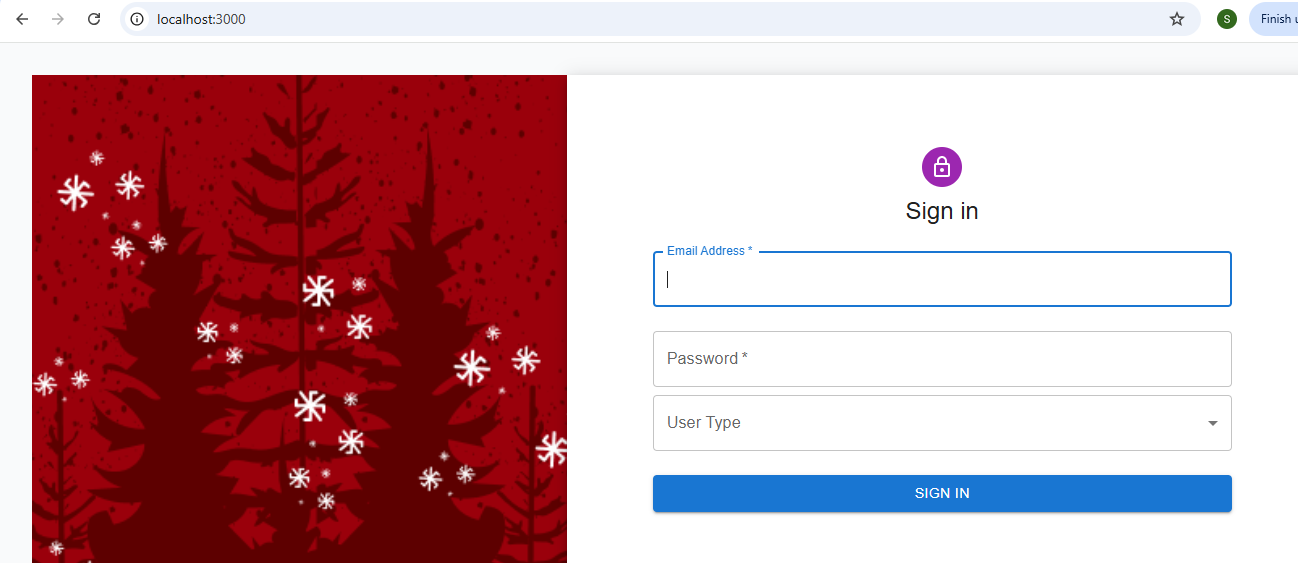 localhost:3000
S
Finish u
Sign in
Email Address *
Password *
User Type
SIGN IN